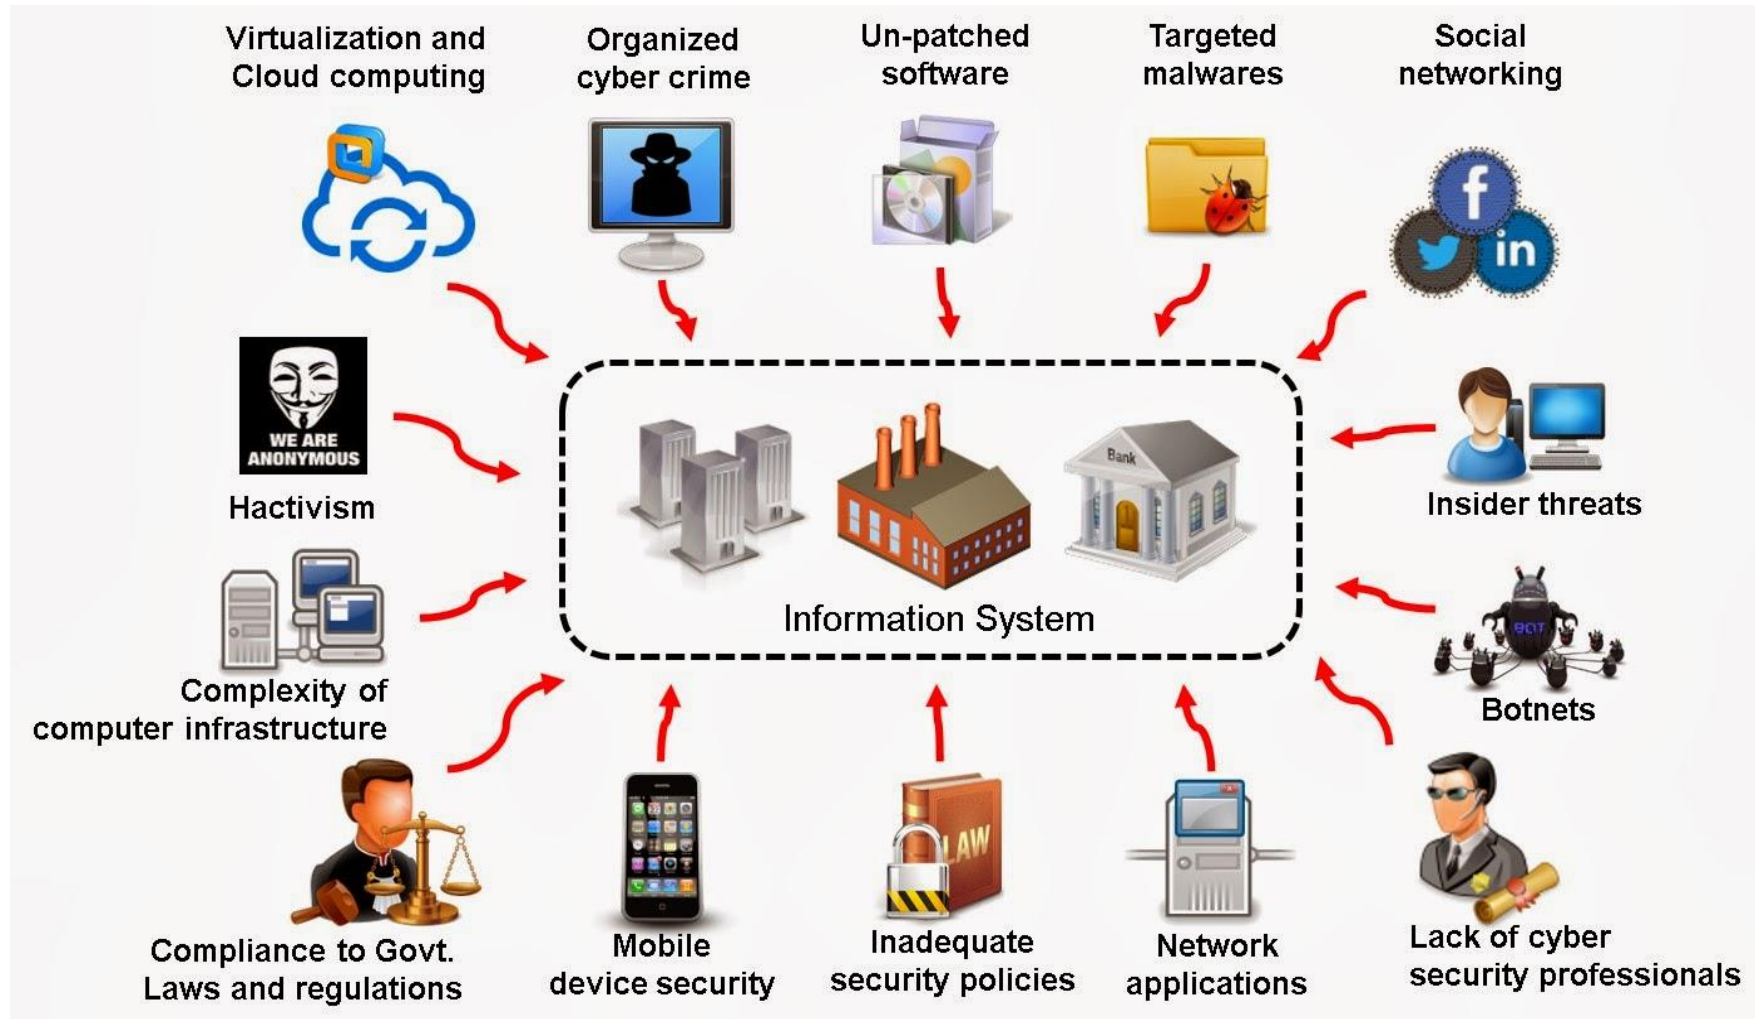 Virtualization and
Cloud computing
Organized
cyber crime
Un-patched
software
Targeted
malwares
Social
networking
f
in
WE ARE
ANONYMOUS
Hactivism
Bank
Insider threats
Information System
BOT
Botnets
Complexity of
computer infrastructure
LAW
Compliance to Govt.
Laws and regulations
Mobile
device security
Inadequate
security policies
Network
applications
Lack of cyber
security professionals